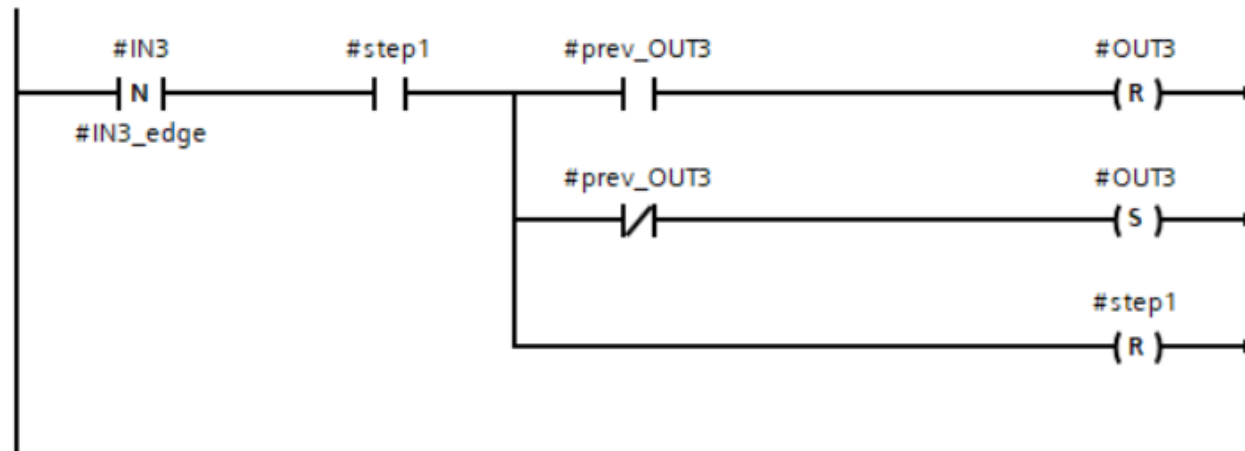 #IN3 #step1 #prev_OUT3 #OUT3
N R
#IN3_edge
#prev_OUT3 #OUT3
S
#step1
R